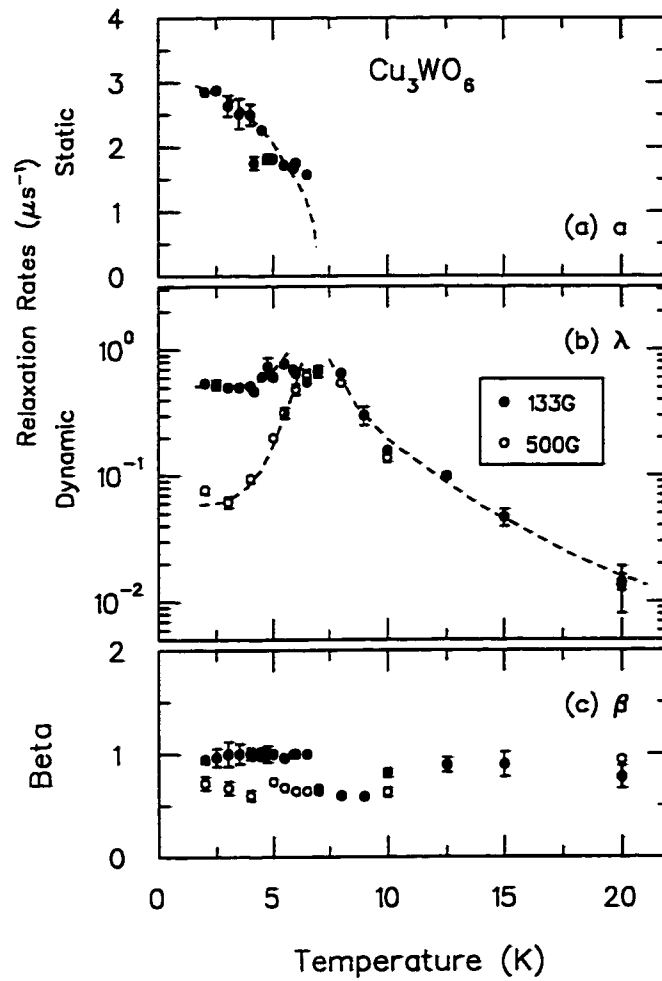 Cu₃WO₆
4
3
2
1
0
(a) a
Static
Relaxation Rates (μs⁻¹)
Dynamic
10⁰
10⁻¹
10⁻²
(b) λ
133G
500G
2
1
0
(c) β
Beta
0 5 10 15 20
Temperature (K)